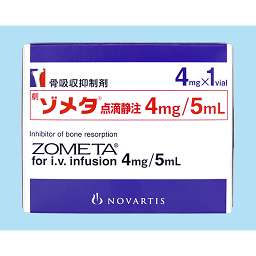 骨吸収抑制剤
4mg×1vial
劇 ゾメタ®点滴静注 4mg/5mL
Inhibitor of bone resorption
ZOMETA®
for i.v. infusion 4mg/5mL
NOVARTIS